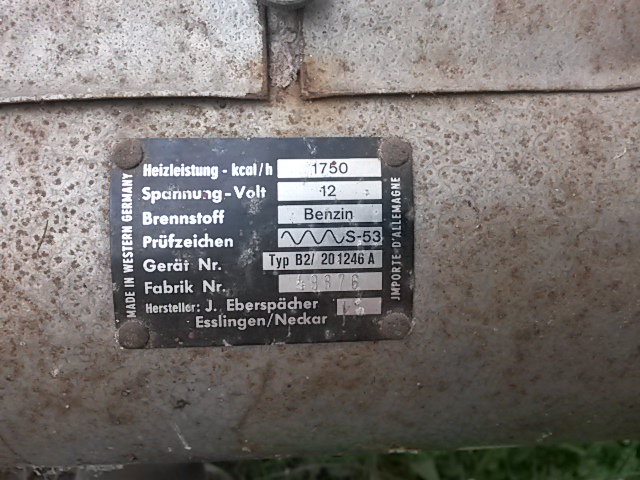 Heizleistung - kcal/h 1750
Spannung-Volt 12
Brennstoff Benzin
Prüfzeichen S-53
Gerät Nr. Typ B2/ 201246 A
Fabrik Nr.
Hersteller: J. Eberspächer
Esslingen/Neckar
MADE IN WESTERN GERMANY
JMPORTE D'ALLEMAGNE